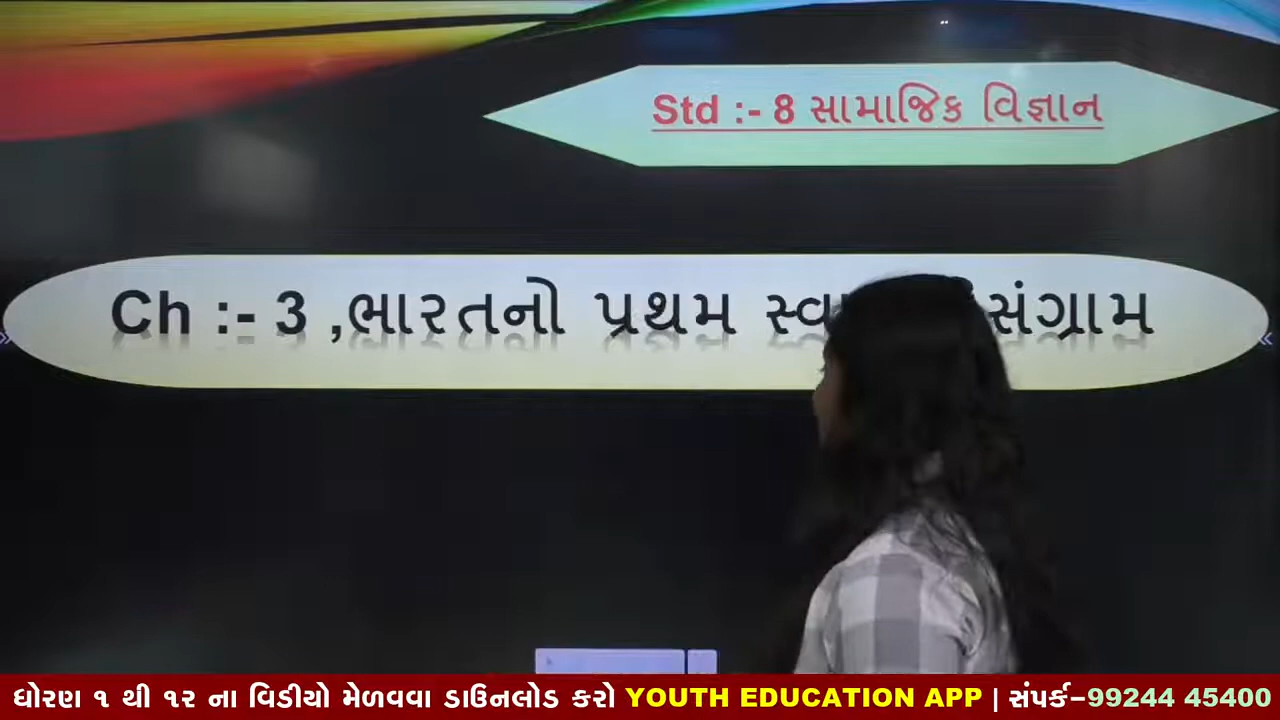 Std :- 8 સામાજિક વિજ્ઞાન
Ch :- 3 ,ભારતનો પ્રથમ સંગ્રામ
ધોરણ ૧ થી ૧૨ ના વિડીયો મેળવવા ડાઉનલોડ કરો YOUTH EDUCATION APP | સંપર્ક-99244 45400